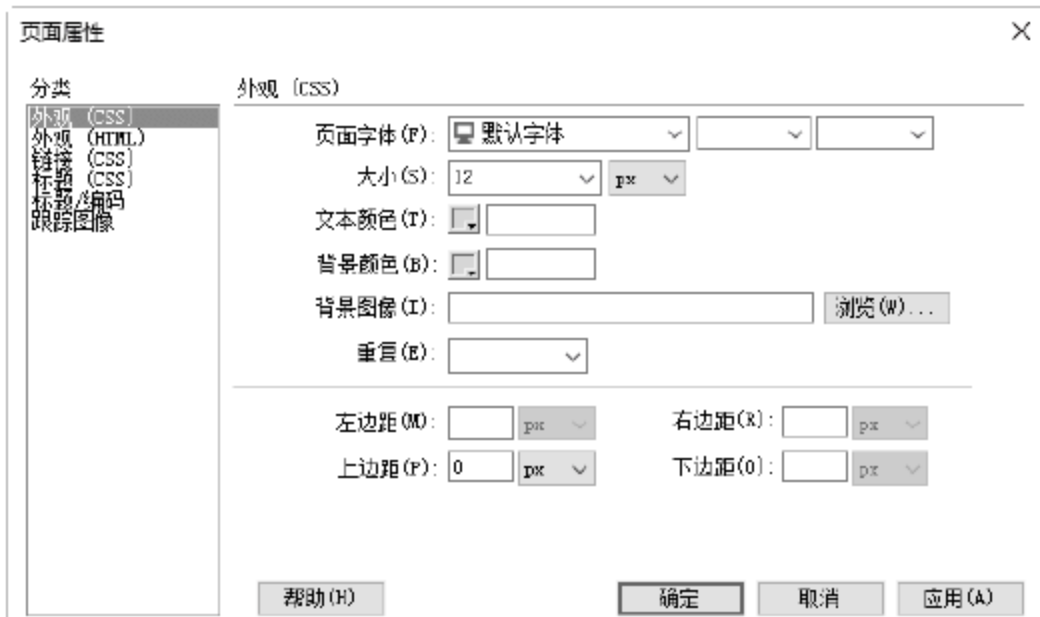 页面属性
分类
外观 (CSS)
外观 (HTML)
链接 (CSS)
标题 (CSS)
标题/编码
跟踪图像
外观 (CSS)
页面字体(F): 默认字体
大小(S): 12 px
文本颜色(T):
背景颜色(B):
背景图像(I): 浏览(W)...
重复(E):
左边距(M): px 右边距(R): px
上边距(P): 0 px 下边距(O): px
帮助(H) 确定 取消 应用(A)